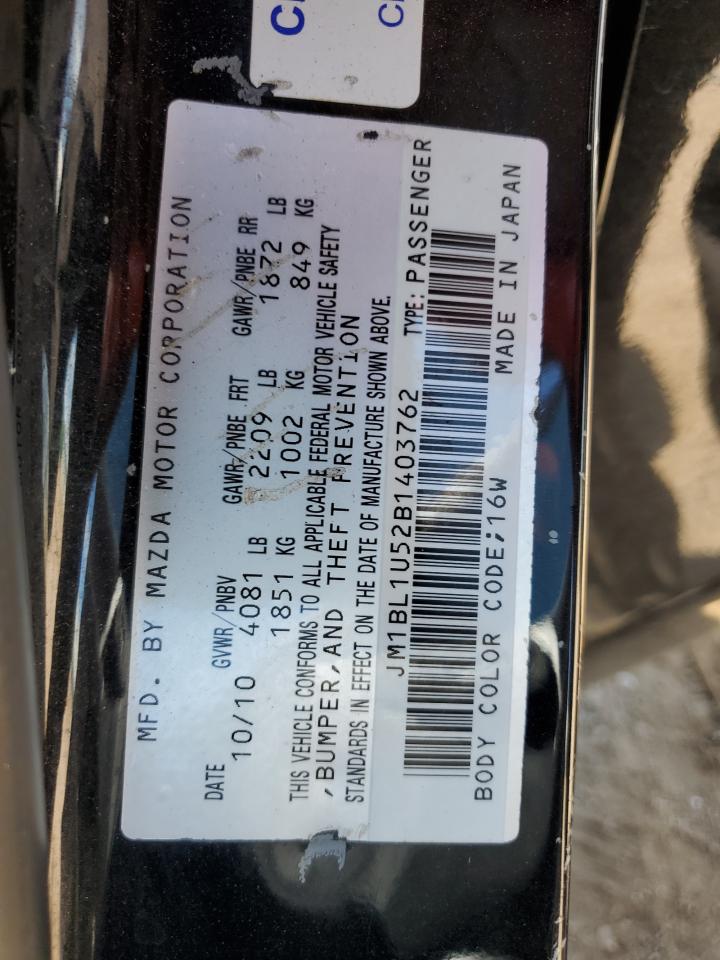 MFD. BY MAZDA MOTOR CORPORATION
DATE GVWR/PNBV GAWR/PNBE FRT GAWR/PNBE RR
10/10 4081 LB 2209 LB 1872 LB
1851 KG 1002 KG 849 KG
THIS VEHICLE CONFORMS TO ALL APPLICABLE FEDERAL MOTOR VEHICLE SAFETY
,BUMPER,AND THEFT PREVENTION
STANDARDS IN EFFECT ON THE DATE OF MANUFACTURE SHOWN ABOVE.
JM1BL1U52B1403762 TYPE: PASSENGER
BODY COLOR CODE;16W MADE IN JAPAN